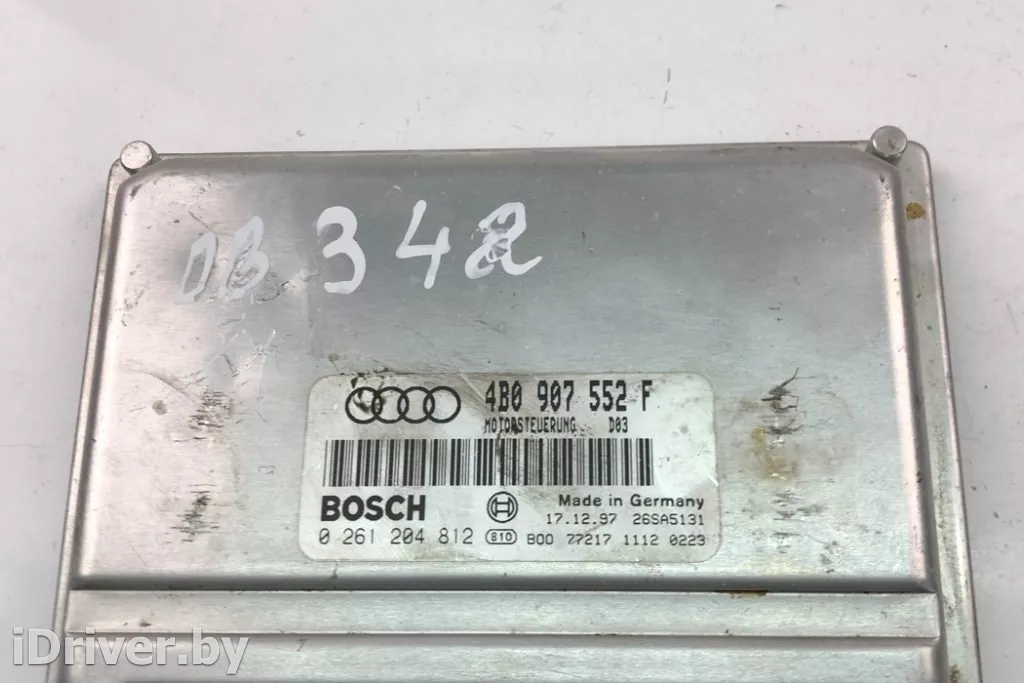 DB 342
4B0 907 552 F
MOTORSTEUERUNG D03
BOSCH
Made in Germany
17.12.97 26SA5131
0 261 204 812 810 B00 77217 1112 0223
iDriver.by